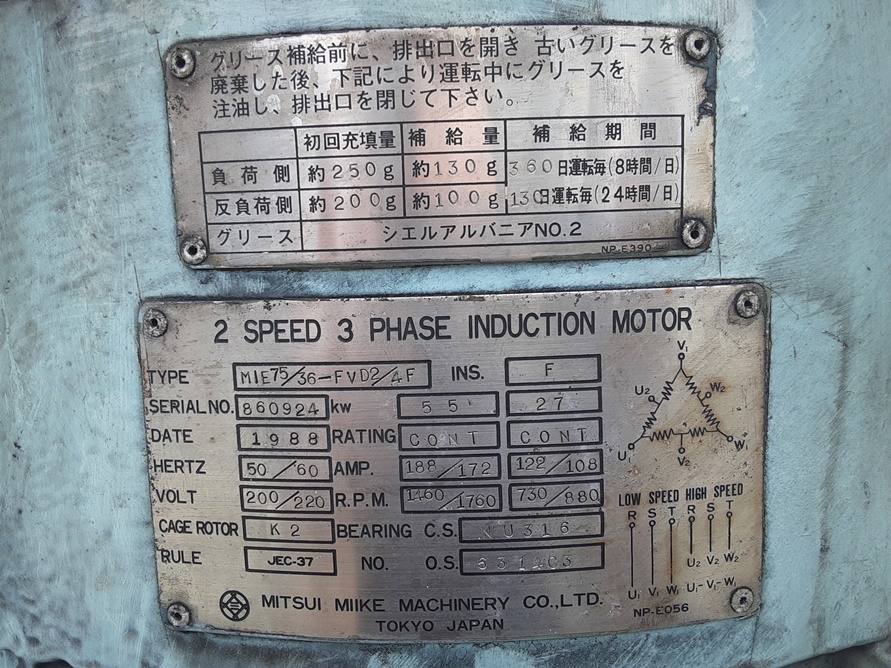 グリース補給前に、排出口を開き 古いグリースを
廃棄した後、下記により運転中にグリースを
注油し、排出口を閉じて下さい。
初回充填量 補給量 補給期間
負荷側 約250g 約130g 360日運転毎(8時間/日)
反負荷側 約200g 約100g 130日運転毎(24時間/日)
グリース シエルアルバニアNO.2
NP-E390
2 SPEED 3 PHASE INDUCTION MOTOR
TYPE MIE75/36-FVD2/4F INS. F
SERIAL NO. 860924 kw 55 27
DATE 1988 RATING CONT CONT
HERTZ 50/60 AMP. 188/172 122/108
VOLT 200/220 R.P.M. 1460/1760 730/880
CAGE ROTOR K2 BEARING C.S. NU316
RULE JEC-37 NO. O.S. 6314C3
MITSUI MIIKE MACHINERY CO.,LTD.
TOKYO JAPAN
V1
U2 W2
U1 V2 W1
LOW SPEED HIGH SPEED
R S T R S T
U2 V2 W2
U1 V1 W1 U1-V1-W1
NP-E056